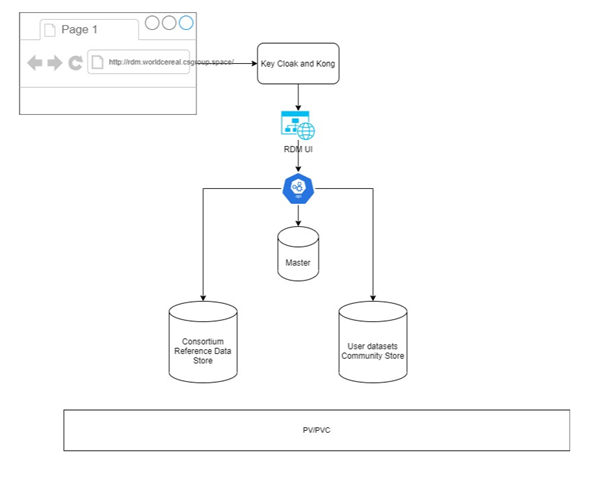 Page 1
http://rdm.worldcereal.csgroup.space/
Key Cloak and Kong
RDM UI
api
Master
Consortium
Reference Data
Store
User datasets
Community Store
PV/PVC